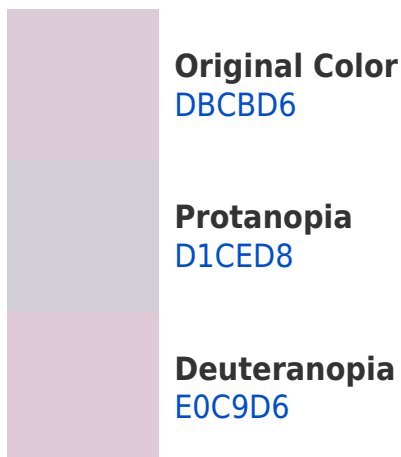 Original Color
DBCBD6
Protanopia
D1CED8
Deuteranopia
E0C9D6